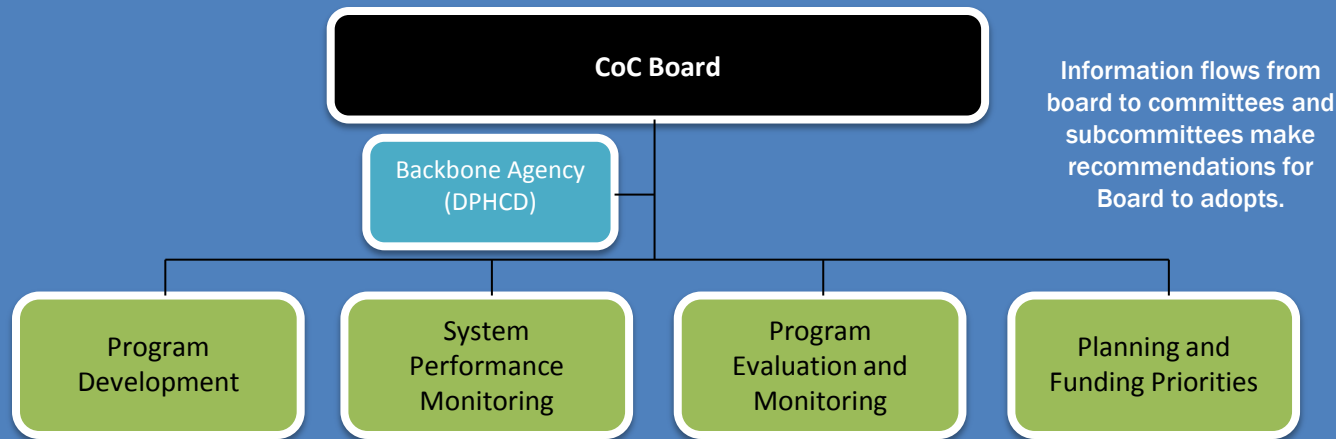 CoC Board
Information flows from
board to committees and
subcommittees make
recommendations for
Board to adopts.
Backbone Agency
(DPHCD)
Program
Development
System
Performance
Monitoring
Program
Evaluation and
Monitoring
Planning and
Funding Priorities